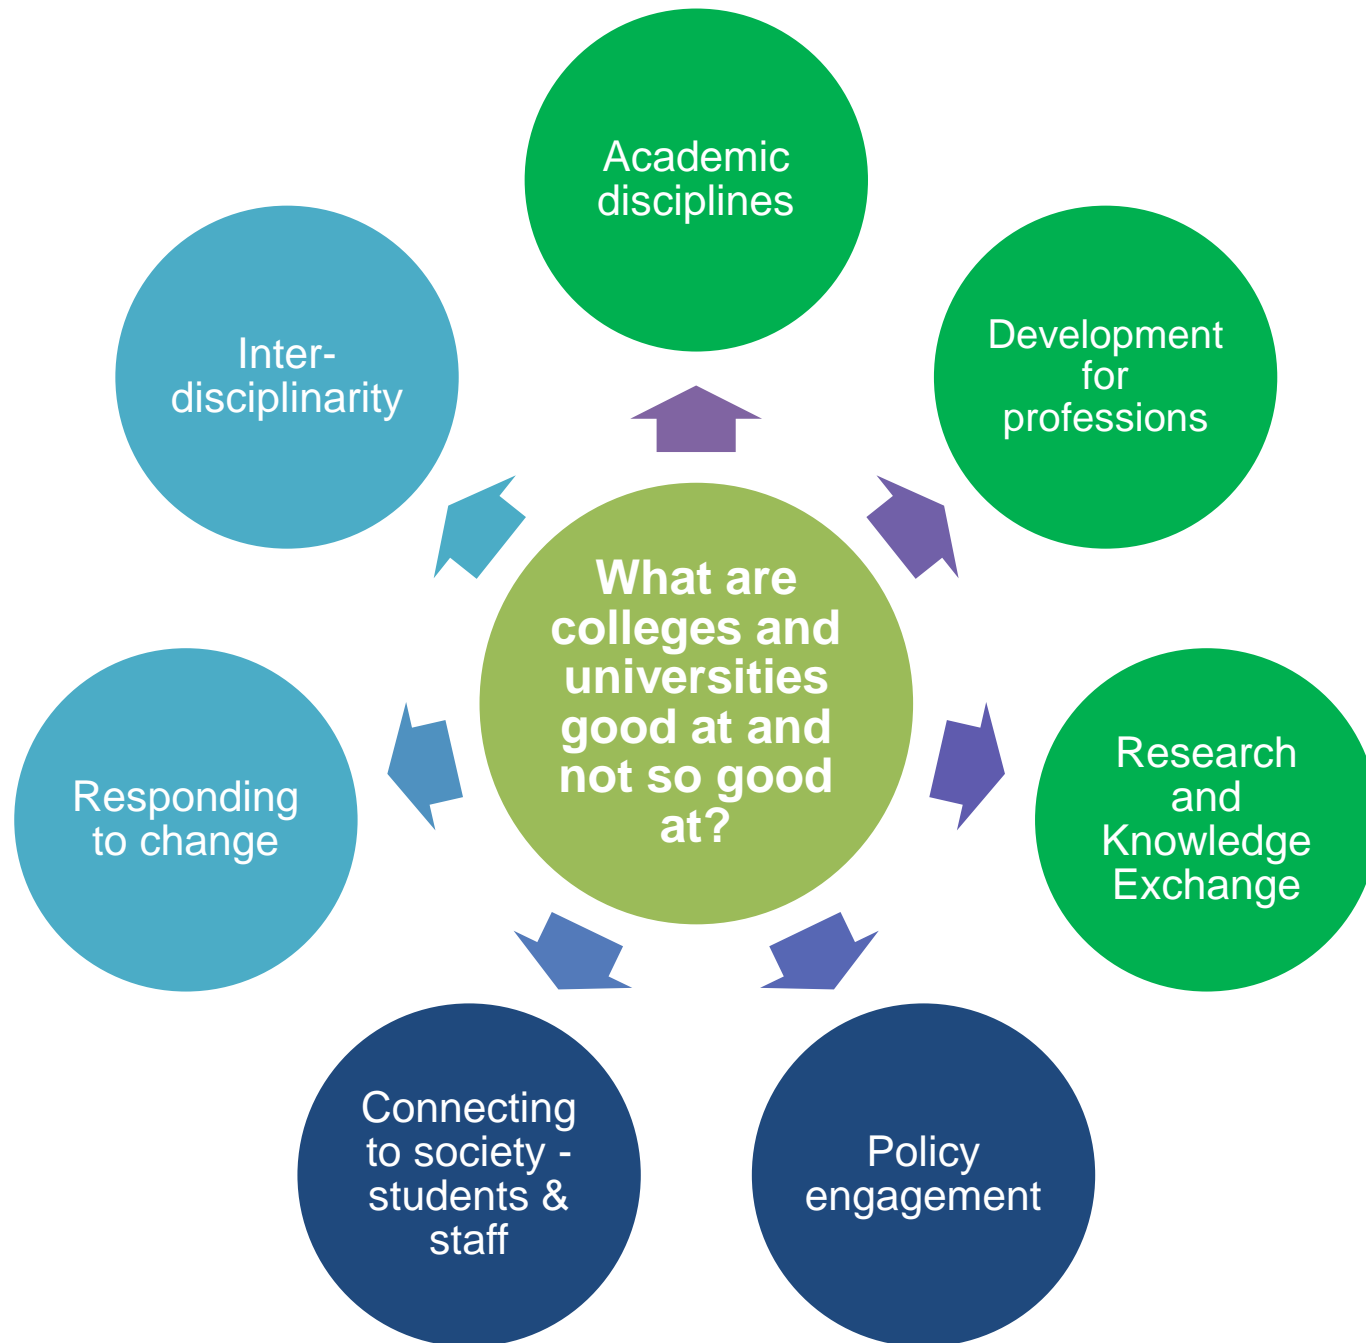 Academic
disciplines
Development
for
professions
Research
and
Knowledge
Exchange
Policy
engagement
Connecting
to society -
students &
staff
Responding
to change
Inter-
disciplinarity
What are
colleges and
universities
good at and
not so good
at?